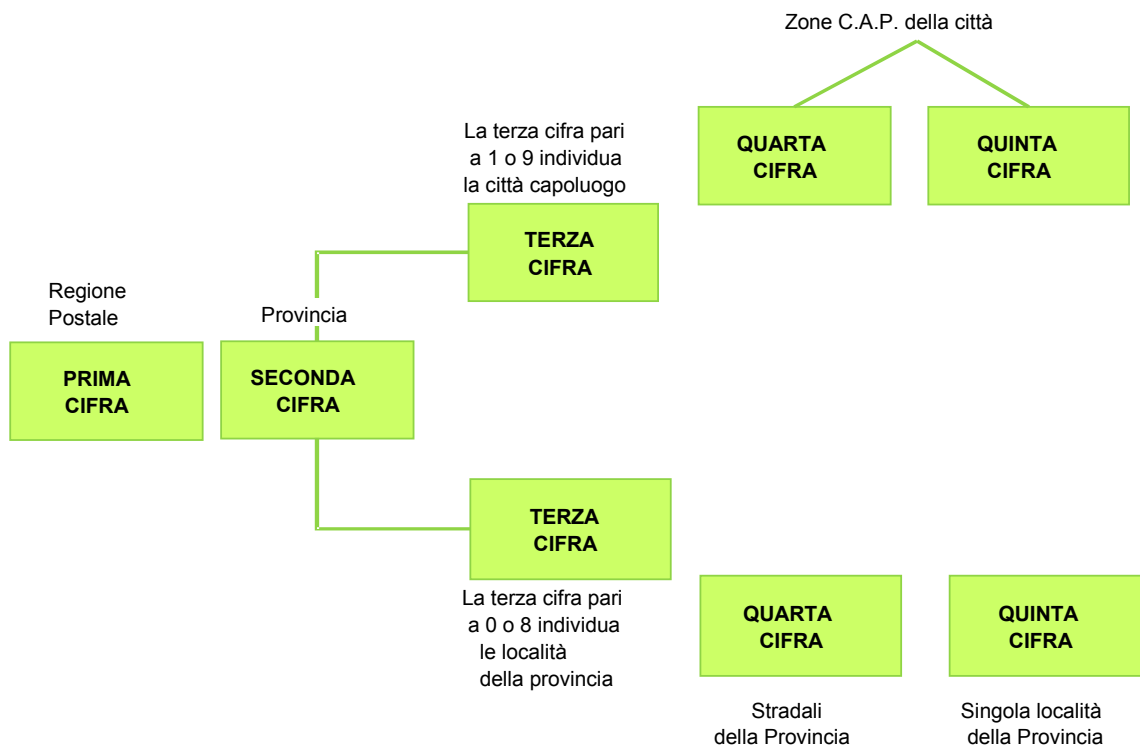 Zone C.A.P. della città
QUARTA
CIFRA
QUINTA
CIFRA
La terza cifra pari
a 1 o 9 individua
la città capoluogo
TERZA
CIFRA
Regione
Postale
Provincia
PRIMA
CIFRA
SECONDA
CIFRA
TERZA
CIFRA
La terza cifra pari
a 0 o 8 individua
le località
della provincia
QUARTA
CIFRA
QUINTA
CIFRA
Stradali
della Provincia
Singola località
della Provincia